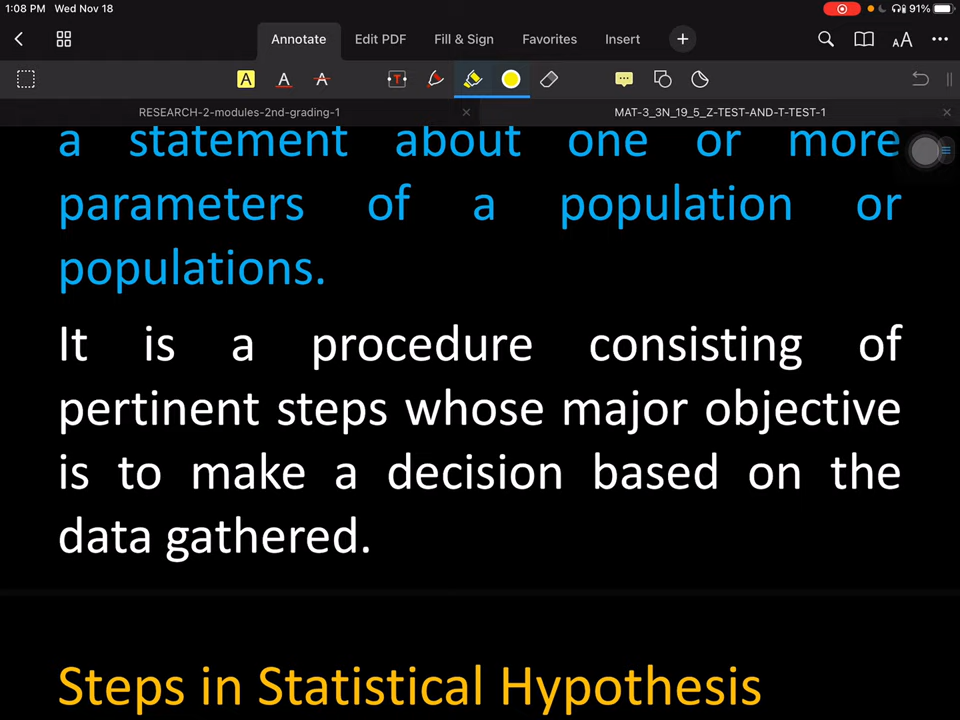 1:08 PM Wed Nov 18 91%
Annotate Edit PDF Fill & Sign Favorites Insert
AA
A A A T
RESEARCH-2-modules-2nd-grading-1 MAT-3_3N_19_5_Z-TEST-AND-T-TEST-1
a statement about one or more
parameters of a population or
populations.
It is a procedure consisting of
pertinent steps whose major objective
is to make a decision based on the
data gathered.
Steps in Statistical Hypothesis